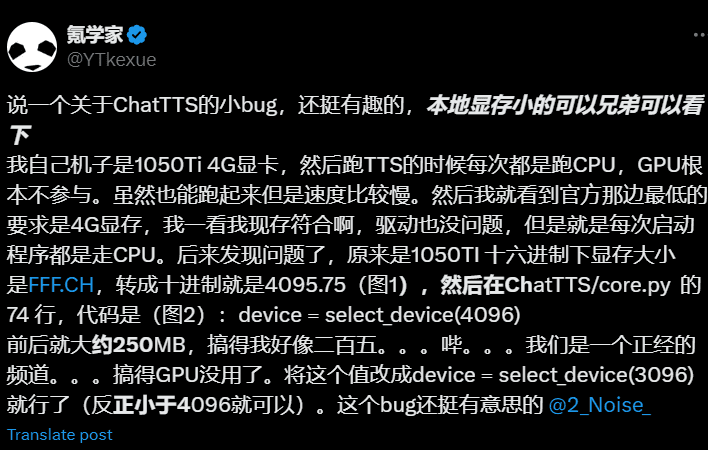 氪学家
@YTkexue
说一个关于ChatTTS的小bug，还挺有趣的，本地显存小的可以兄弟可以看
下
我自己机子是1050Ti 4G显卡，然后跑TTS的时候每次都是跑CPU，GPU根
本不参与。虽然也能跑起来但是速度比较慢。然后我就看到官方那边最低的
要求是4G显存，我一看我现存符合啊，驱动也没问题，但是就是每次启动
程序都是走CPU。后来发现问题了，原来是1050TI 十六进制下显存大小
是FFF.CH，转成十进制就是4095.75（图1），然后在ChatTTS/core.py 的
74 行，代码是（图2）：device = select_device(4096)
前后就大约250MB，搞得我好像二百五。。。哔。。。我们是一个正经的
频道。。。搞得GPU没用了。将这个值改成device = select_device(3096)
就行了（反正小于4096就可以）。这个bug还挺有意思的 @2_Noise_
Translate post